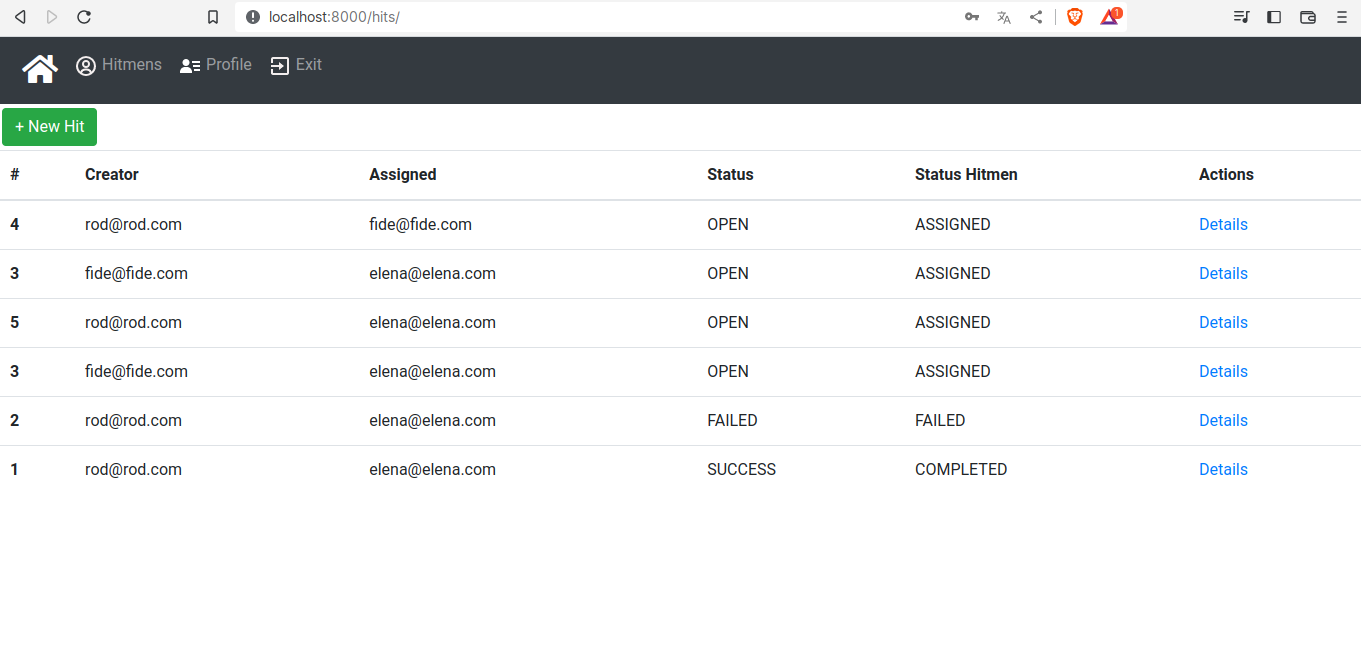 localhost:8000/hits/
1
Hitmens Profile Exit
+ New Hit
# Creator Assigned Status Status Hitmen Actions
4 rod@rod.com fide@fide.com OPEN ASSIGNED Details
3 fide@fide.com elena@elena.com OPEN ASSIGNED Details
5 rod@rod.com elena@elena.com OPEN ASSIGNED Details
3 fide@fide.com elena@elena.com OPEN ASSIGNED Details
2 rod@rod.com elena@elena.com FAILED FAILED Details
1 rod@rod.com elena@elena.com SUCCESS COMPLETED Details